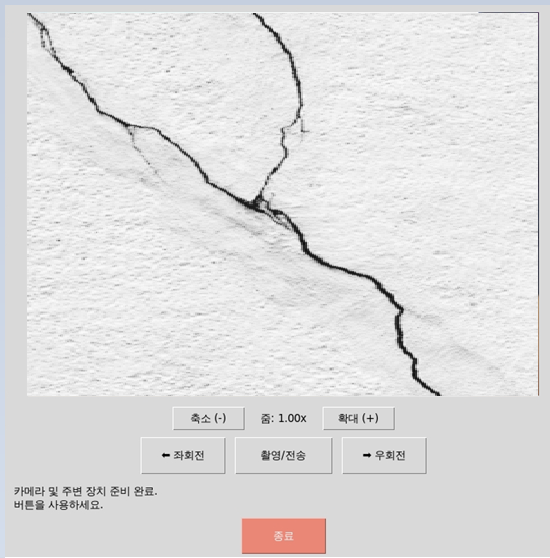 축소 (-) 줌: 1.00x 확대 (+)
⬅ 좌회전 촬영/전송 ➡ 우회전
카메라 및 주변 장치 준비 완료.
버튼을 사용하세요.
종료